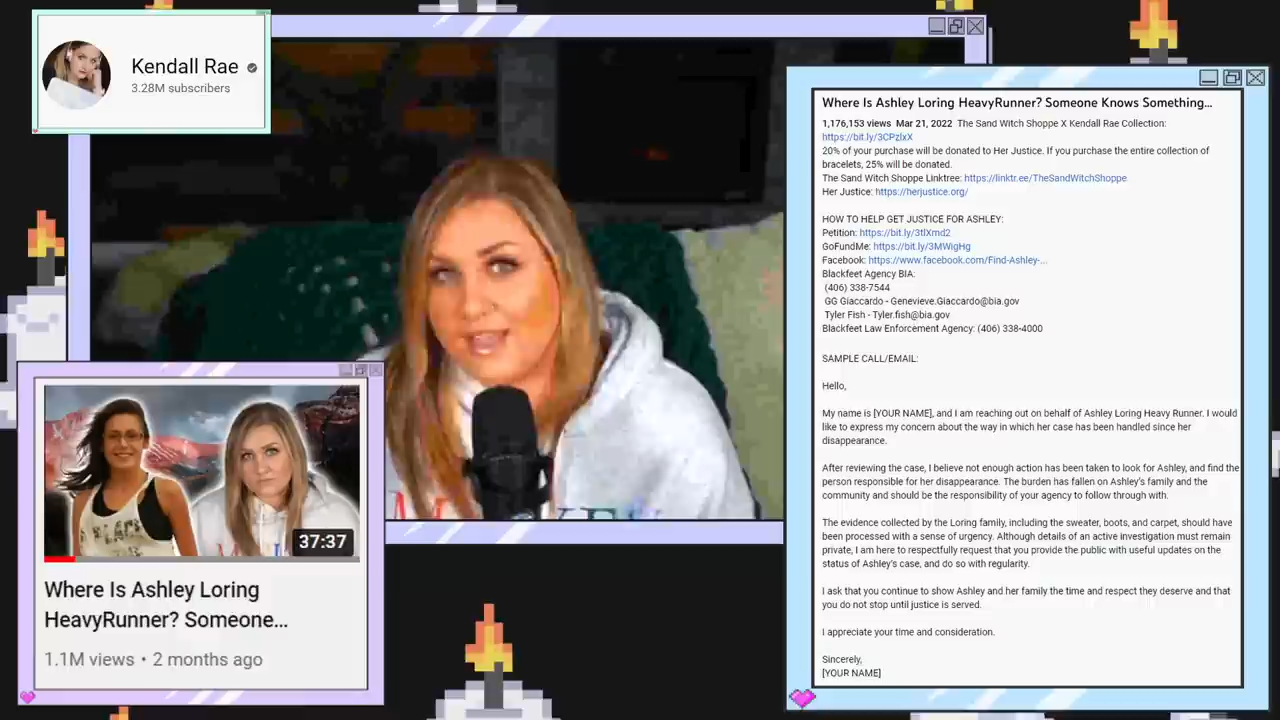 Kendall Rae
3.28M subscribers
37:37
Where Is Ashley Loring
HeavyRunner? Someone...
1.1M views • 2 months ago
Where Is Ashley Loring HeavyRunner? Someone Knows Something...
1,176,153 views Mar 21, 2022 The Sand Witch Shoppe X Kendall Rae Collection:
https://bit.ly/3CPzlxX
20% of your purchase will be donated to Her Justice. If you purchase the entire collection of
bracelets, 25% will be donated.
The Sand Witch Shoppe Linktree: https://linktr.ee/TheSandWitchShoppe
Her Justice: https://herjustice.org/
HOW TO HELP GET JUSTICE FOR ASHLEY:
Petition: https://bit.ly/3tlXmd2
GoFundMe: https://bit.ly/3MWigHg
Facebook: https://www.facebook.com/Find-Ashley-...
Blackfeet Agency BIA:
(406) 338-7544
GG Giaccardo - Genevieve.Giaccardo@bia.gov
Tyler Fish - Tyler.fish@bia.gov
Blackfeet Law Enforcement Agency: (406) 338-4000
SAMPLE CALL/EMAIL:
Hello,
My name is [YOUR NAME], and I am reaching out on behalf of Ashley Loring Heavy Runner. I would
like to express my concern about the way in which her case has been handled since her
disappearance.
After reviewing the case, I believe not enough action has been taken to look for Ashley, and find the
person responsible for her disappearance. The burden has fallen on Ashley's family and the
community and should be the responsibility of your agency to follow through with.
The evidence collected by the Loring family, including the sweater, boots, and carpet, should have
been processed with a sense of urgency. Although details of an active investigation must remain
private, I am here to respectfully request that you provide the public with useful updates on the
status of Ashley's case, and do so with regularity.
I ask that you continue to show Ashley and her family the time and respect they deserve and that
you do not stop until justice is served.
I appreciate your time and consideration.
Sincerely,
[YOUR NAME]